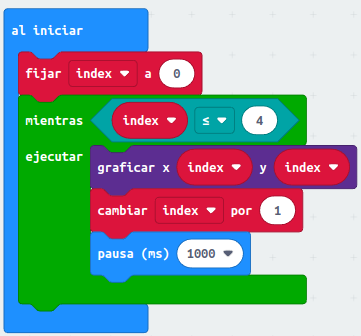 al iniciar
fijar index a 0
mientras index ≤ 4
ejecutar
graficar x index y index
cambiar index por 1
pausa (ms) 1000